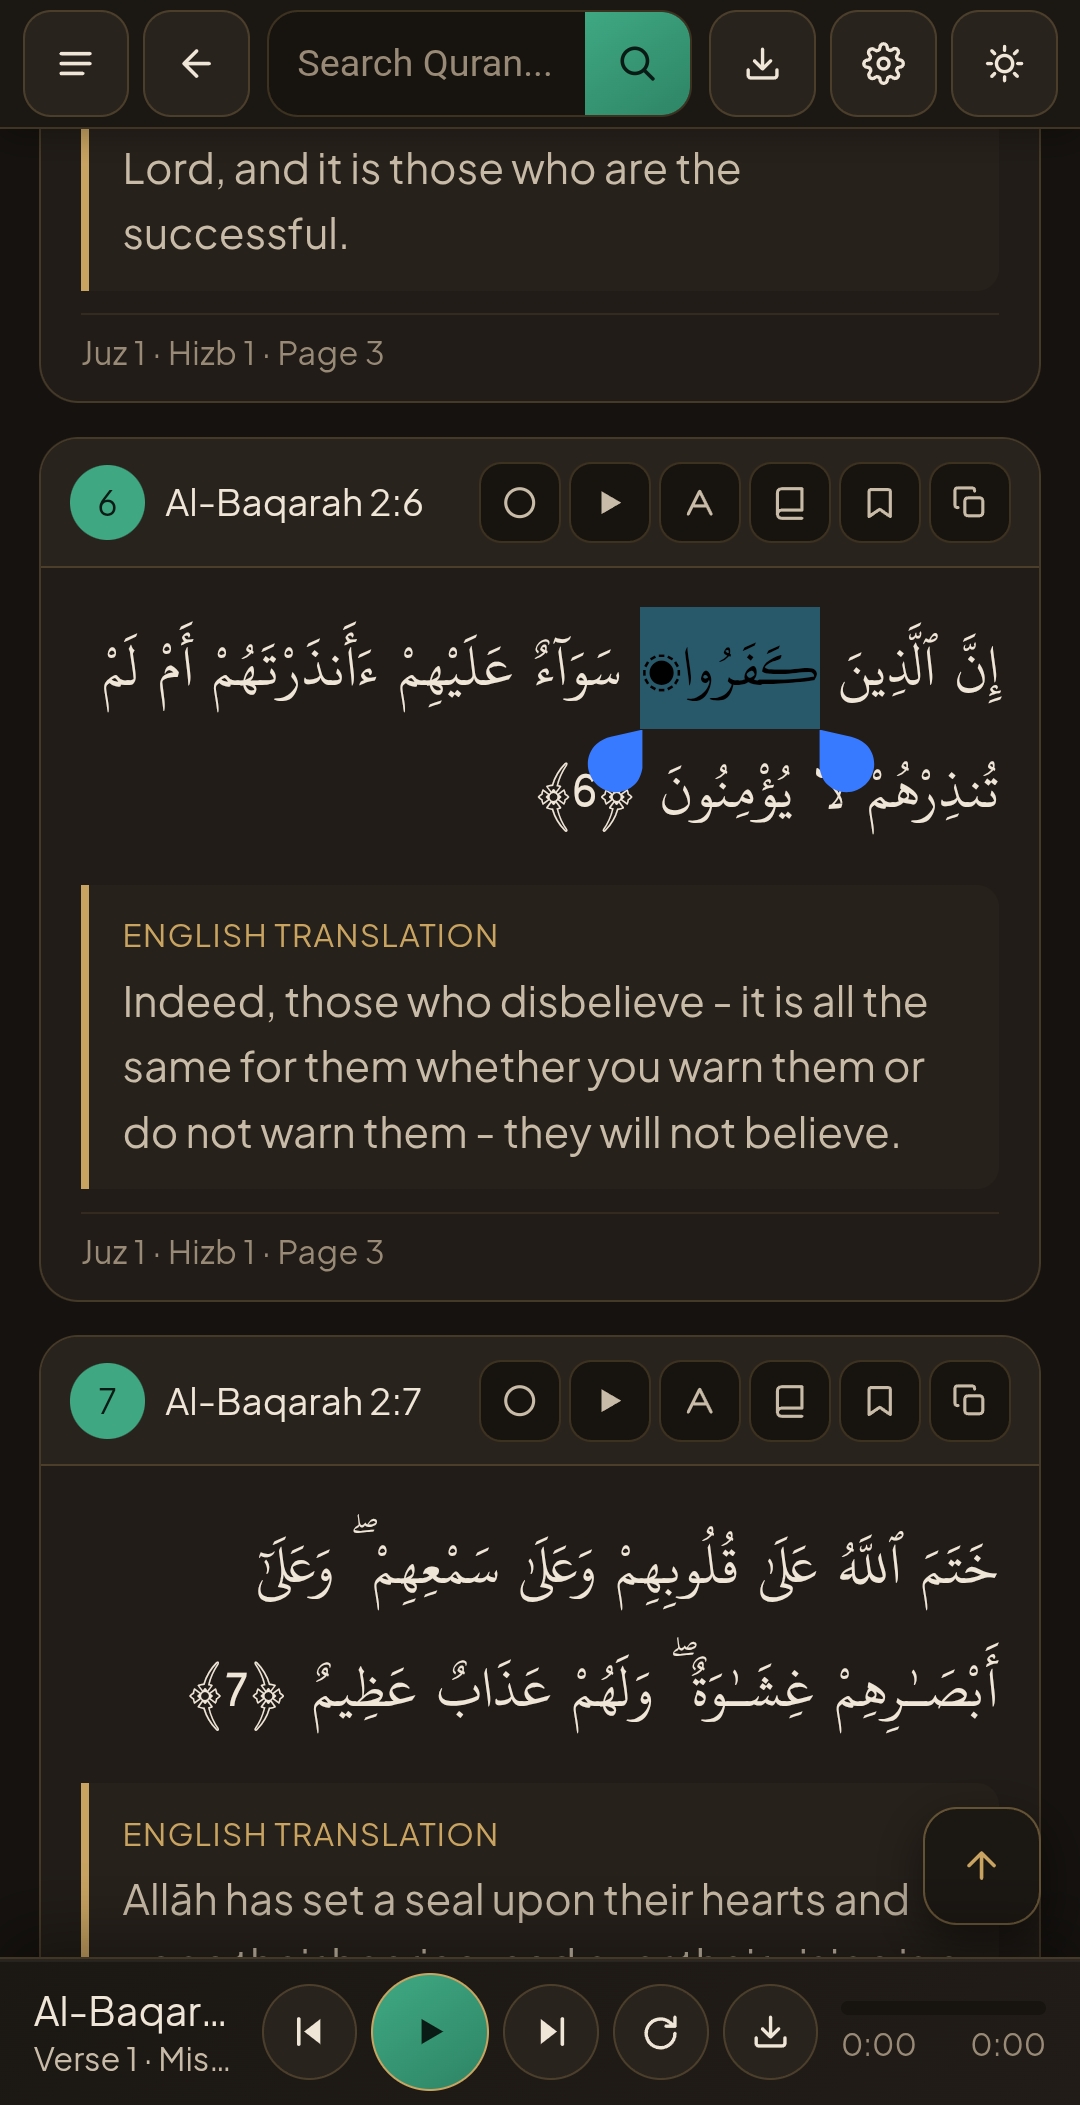 Search Quran...
Lord, and it is those who are the
successful.
Juz 1 · Hizb 1 · Page 3
6 Al-Baqarah 2:6
إِنَّ ٱلَّذِينَ كَفَرُوا۟ سَوَآءٌ عَلَيْهِمْ ءَأَنذَرْتَهُمْ أَمْ لَمْ
تُنذِرْهُمْ لَا يُؤْمِنُونَ ﴿6﴾
ENGLISH TRANSLATION
Indeed, those who disbelieve - it is all the
same for them whether you warn them or
do not warn them - they will not believe.
Juz 1 · Hizb 1 · Page 3
7 Al-Baqarah 2:7
خَتَمَ ٱللَّهُ عَلَىٰ قُلُوبِهِمْ وَعَلَىٰ سَمْعِهِمْ ۖ وَعَلَىٰٓ
أَبْصَـٰرِهِمْ غِشَـٰوَةٌ ۖ وَلَهُمْ عَذَابٌ عَظِيمٌ ﴿7﴾
ENGLISH TRANSLATION
Allāh has set a seal upon their hearts and
Al-Baqar...
Verse 1 · Mis...
0:00 0:00